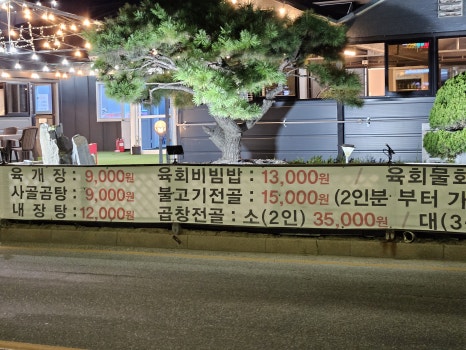 육 개 장 : 9,000원 육회비빔밥 : 13,000원 / 육회물회
사골곰탕 : 9,000원 불고기전골 : 15,000원 (2인분 부터 가
내 장 탕 : 12,000원 곱창전골 : 소(2인) 35,000원 / 대(3